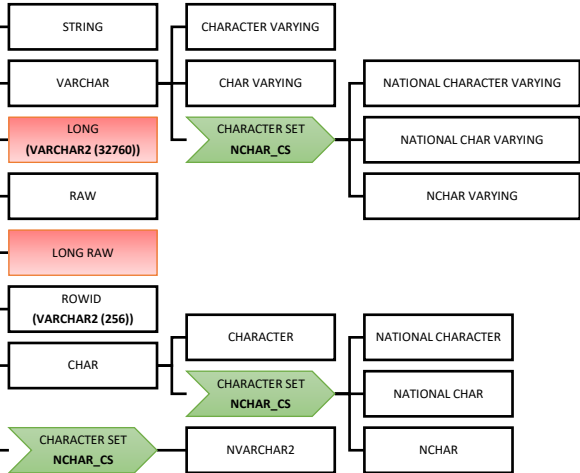 STRING
CHARACTER VARYING
VARCHAR
CHAR VARYING
NATIONAL CHARACTER VARYING
LONG
(VARCHAR2 (32760))
CHARACTER SET
NCHAR_CS
NATIONAL CHAR VARYING
RAW
NCHAR VARYING
LONG RAW
ROWID
(VARCHAR2 (256))
CHARACTER
NATIONAL CHARACTER
CHAR
CHARACTER SET
NCHAR_CS
NATIONAL CHAR
CHARACTER SET
NCHAR_CS
NVARCHAR2
NCHAR